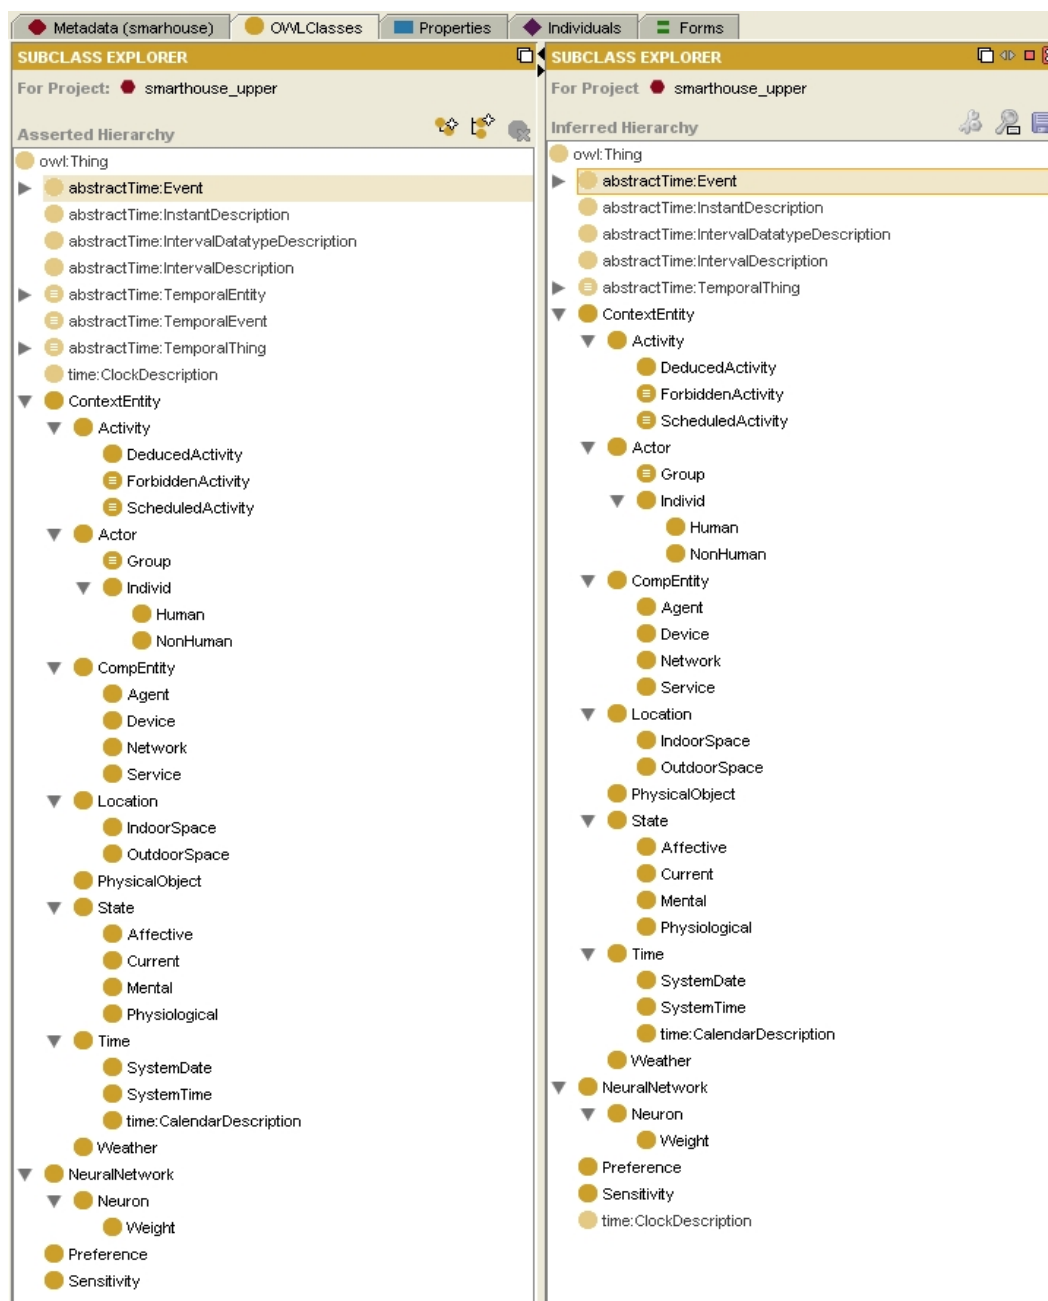 Metadata (smarhouse)
OWLClasses
Properties
Individuals
Forms
SUBCLASS EXPLORER
For Project: smarthouse_upper
Asserted Hierarchy
owl:Thing
abstractTime:Event
abstractTime:InstantDescription
abstractTime:IntervalDatatypeDescription
abstractTime:IntervalDescription
abstractTime:TemporalEntity
abstractTime:TemporalEvent
abstractTime:TemporalThing
time:ClockDescription
ContextEntity
Activity
DeducedActivity
ForbiddenActivity
ScheduledActivity
Actor
Group
Individ
Human
NonHuman
CompEntity
Agent
Device
Network
Service
Location
IndoorSpace
OutdoorSpace
PhysicalObject
State
Affective
Current
Mental
Physiological
Time
SystemDate
SystemTime
time:CalendarDescription
Weather
NeuralNetwork
Neuron
Weight
Preference
Sensitivity
SUBCLASS EXPLORER
For Project smarthouse_upper
Inferred Hierarchy
owl:Thing
abstractTime:Event
abstractTime:InstantDescription
abstractTime:IntervalDatatypeDescription
abstractTime:IntervalDescription
abstractTime:TemporalThing
ContextEntity
Activity
DeducedActivity
ForbiddenActivity
ScheduledActivity
Actor
Group
Individ
Human
NonHuman
CompEntity
Agent
Device
Network
Service
Location
IndoorSpace
OutdoorSpace
PhysicalObject
State
Affective
Current
Mental
Physiological
Time
SystemDate
SystemTime
time:CalendarDescription
Weather
NeuralNetwork
Neuron
Weight
Preference
Sensitivity
time:ClockDescription